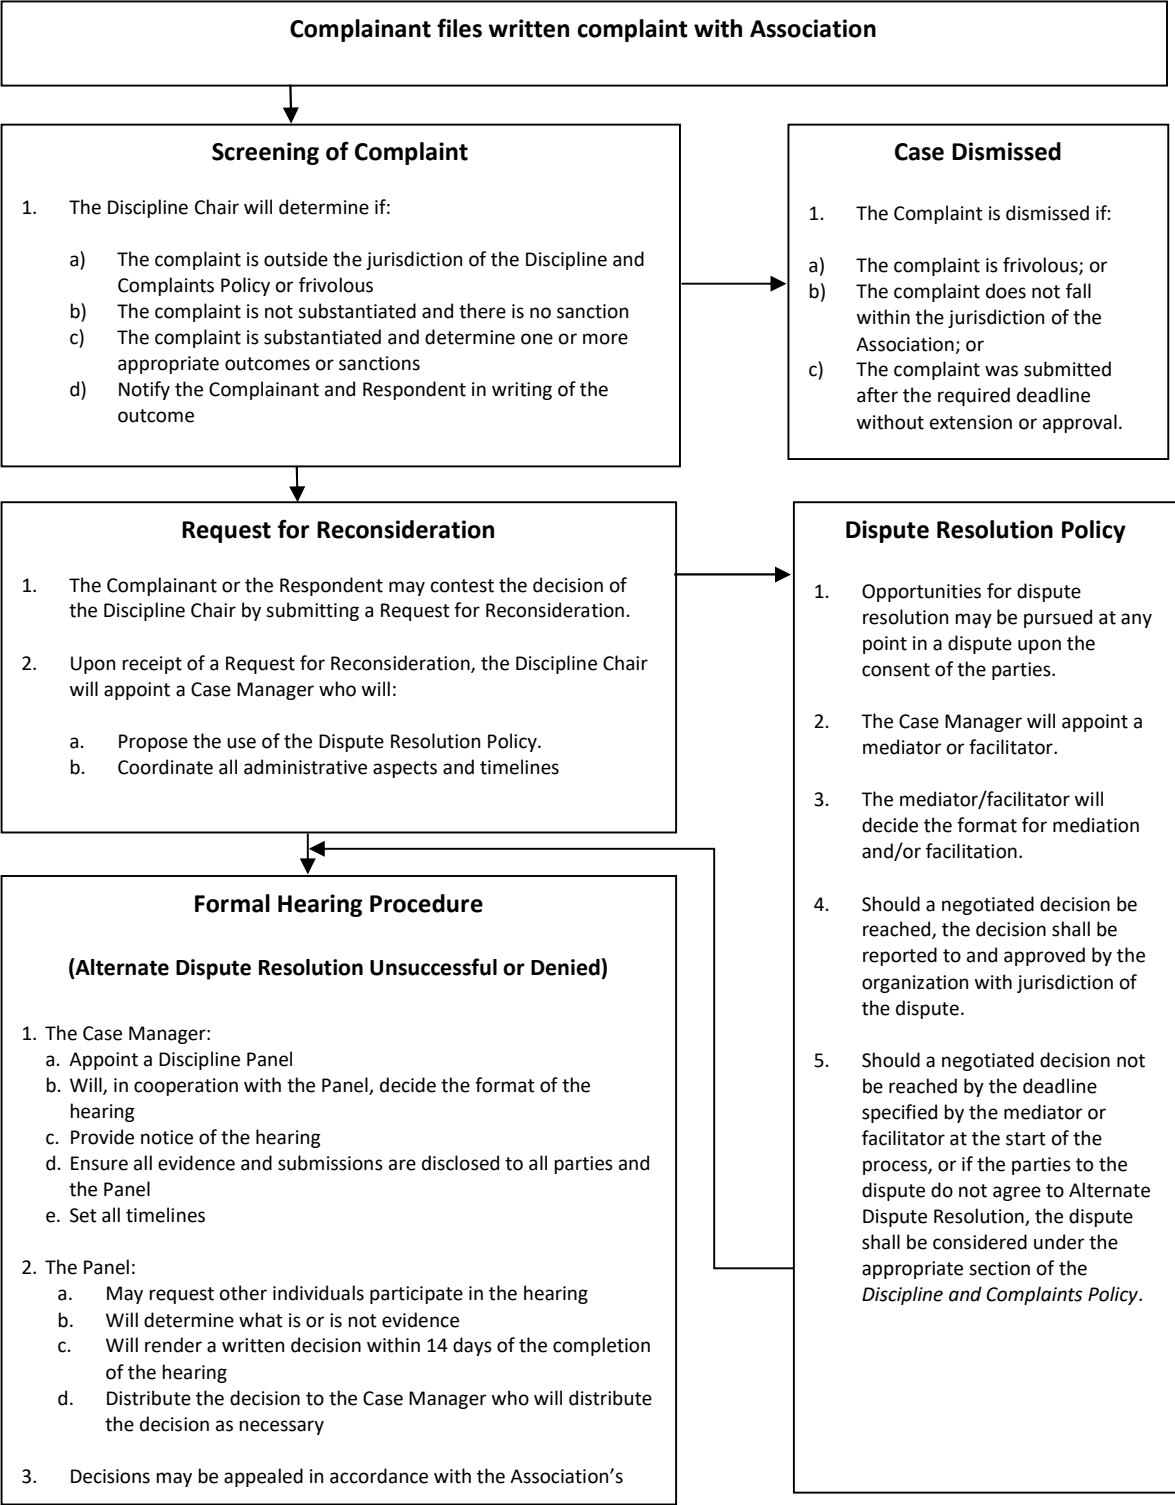 Complainant files written complaint with Association
Screening of Complaint
1. The Discipline Chair will determine if:
a) The complaint is outside the jurisdiction of the Discipline and
Complaints Policy or frivolous
b) The complaint is not substantiated and there is no sanction
c) The complaint is substantiated and determine one or more
appropriate outcomes or sanctions
d) Notify the Complainant and Respondent in writing of the
outcome
Case Dismissed
1. The Complaint is dismissed if:
a) The complaint is frivolous; or
b) The complaint does not fall
within the jurisdiction of the
Association; or
c) The complaint was submitted
after the required deadline
without extension or approval.
Request for Reconsideration
1. The Complainant or the Respondent may contest the decision of
the Discipline Chair by submitting a Request for Reconsideration.
2. Upon receipt of a Request for Reconsideration, the Discipline Chair
will appoint a Case Manager who will:
a. Propose the use of the Dispute Resolution Policy.
b. Coordinate all administrative aspects and timelines
Dispute Resolution Policy
1. Opportunities for dispute
resolution may be pursued at any
point in a dispute upon the
consent of the parties.
2. The Case Manager will appoint a
mediator or facilitator.
3. The mediator/facilitator will
decide the format for mediation
and/or facilitation.
4. Should a negotiated decision be
reached, the decision shall be
reported to and approved by the
organization with jurisdiction of
the dispute.
5. Should a negotiated decision not
be reached by the deadline
specified by the mediator or
facilitator at the start of the
process, or if the parties to the
dispute do not agree to Alternate
Dispute Resolution, the dispute
shall be considered under the
appropriate section of the
Discipline and Complaints Policy.
Formal Hearing Procedure
(Alternate Dispute Resolution Unsuccessful or Denied)
1. The Case Manager:
a. Appoint a Discipline Panel
b. Will, in cooperation with the Panel, decide the format of the
hearing
c. Provide notice of the hearing
d. Ensure all evidence and submissions are disclosed to all parties and
the Panel
e. Set all timelines
2. The Panel:
a. May request other individuals participate in the hearing
b. Will determine what is or is not evidence
c. Will render a written decision within 14 days of the completion
of the hearing
d. Distribute the decision to the Case Manager who will distribute
the decision as necessary
3. Decisions may be appealed in accordance with the Association's